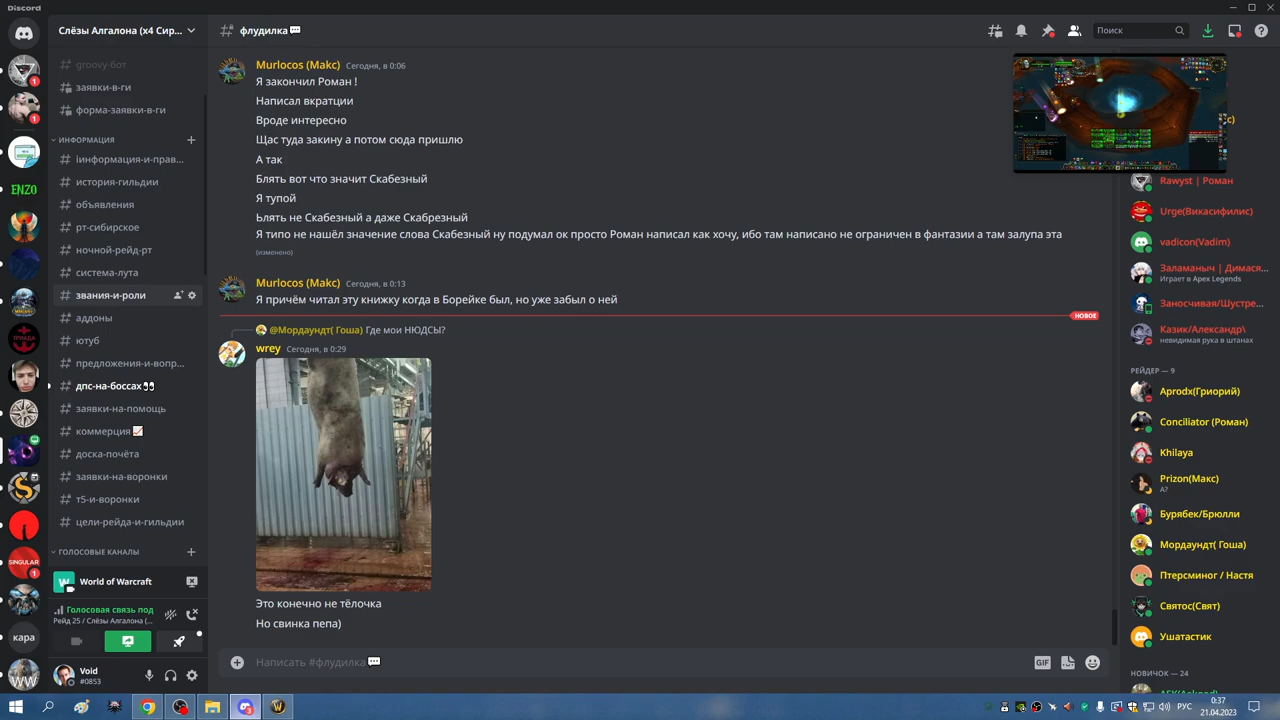 Discord
Слёзы Алгалона (x4 Сир...
groovy-бот
заявки-в-ги
форма-заявки-в-ги
ИНФОРМАЦИЯ
информация-и-прав...
история-гильдии
объявления
рт-сибирское
ночной-рейд-рт
система-лута
звания-и-роли
аддоны
ютуб
предложения-и-вопр...
дпс-на-боссах
заявки-на-помощь
коммерция
доска-почёта
заявки-на-воронки
т5-и-воронки
цели-рейда-и-гильдии
ГОЛОСОВЫЕ КАНАЛЫ
World of Warcraft
Голосовая связь под
Рейд 25 / Слёзы Алгалона (...
Void
#0853
ENZO
ТРИАДА
SINGULAR
кара
WW
1
1
1
флудилка
Поиск
Murlocos (Макс) Сегодня, в 0:06
Я закончил Роман !
Написал вкратции
Вроде интересно
Щас туда закину а потом сюда пришлю
А так
Блять вот что значит Скабезный
Я тупой
Ьлять не Скабезный а даже Скабрезный
Я типо не нашёл значение слова Скабезный ну подумал ок просто Роман написал как хочу, ибо там написано не ограничен в фантазии а там залупа эта
(изменено)
Murlocos (Макс) Сегодня, в 0:13
Я причём читал эту книжку когда в Борейке был, но уже забыл о ней
НОВОЕ
@Мордаундт( Гоша) Где мои НЮДСЫ?
wrey Сегодня, в 0:29
Это конечно не тёлочка
Но свинка пепа)
Написать #флудилка
GIF
с)
Rawyst | Роман
Urge(Викасифилис)
vadicon(Vadim)
Заламаныч | Димася...
Играет в Apex Legends
Заносчивая/Шустре...
Казик/Александр\
невидимая рука в штанах
РЕЙДЕР — 9
Aprodx(Гриорий)
Conciliator (Роман)
Khilaya
Prizon(Макс)
А?
Бурябек/Брюлли
Мордаундт( Гоша)
Птерсминог / Настя
Святос(Свят)
Ушатастик
НОВИЧОК — 24
РУС
0:37
21.04.2023